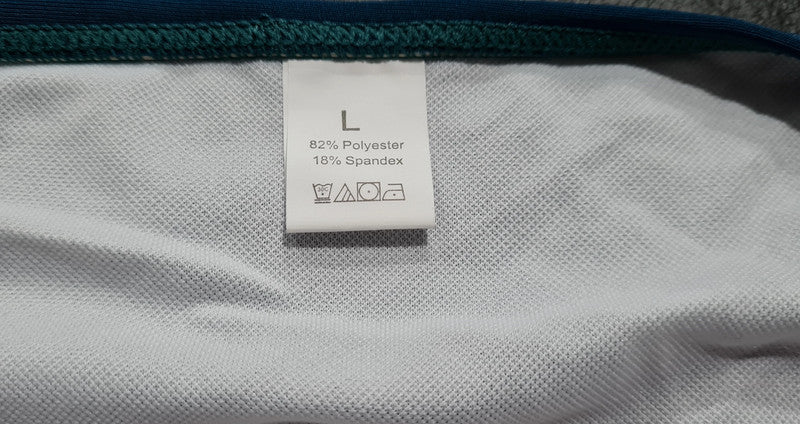 L
82% Polyester
18% Spandex